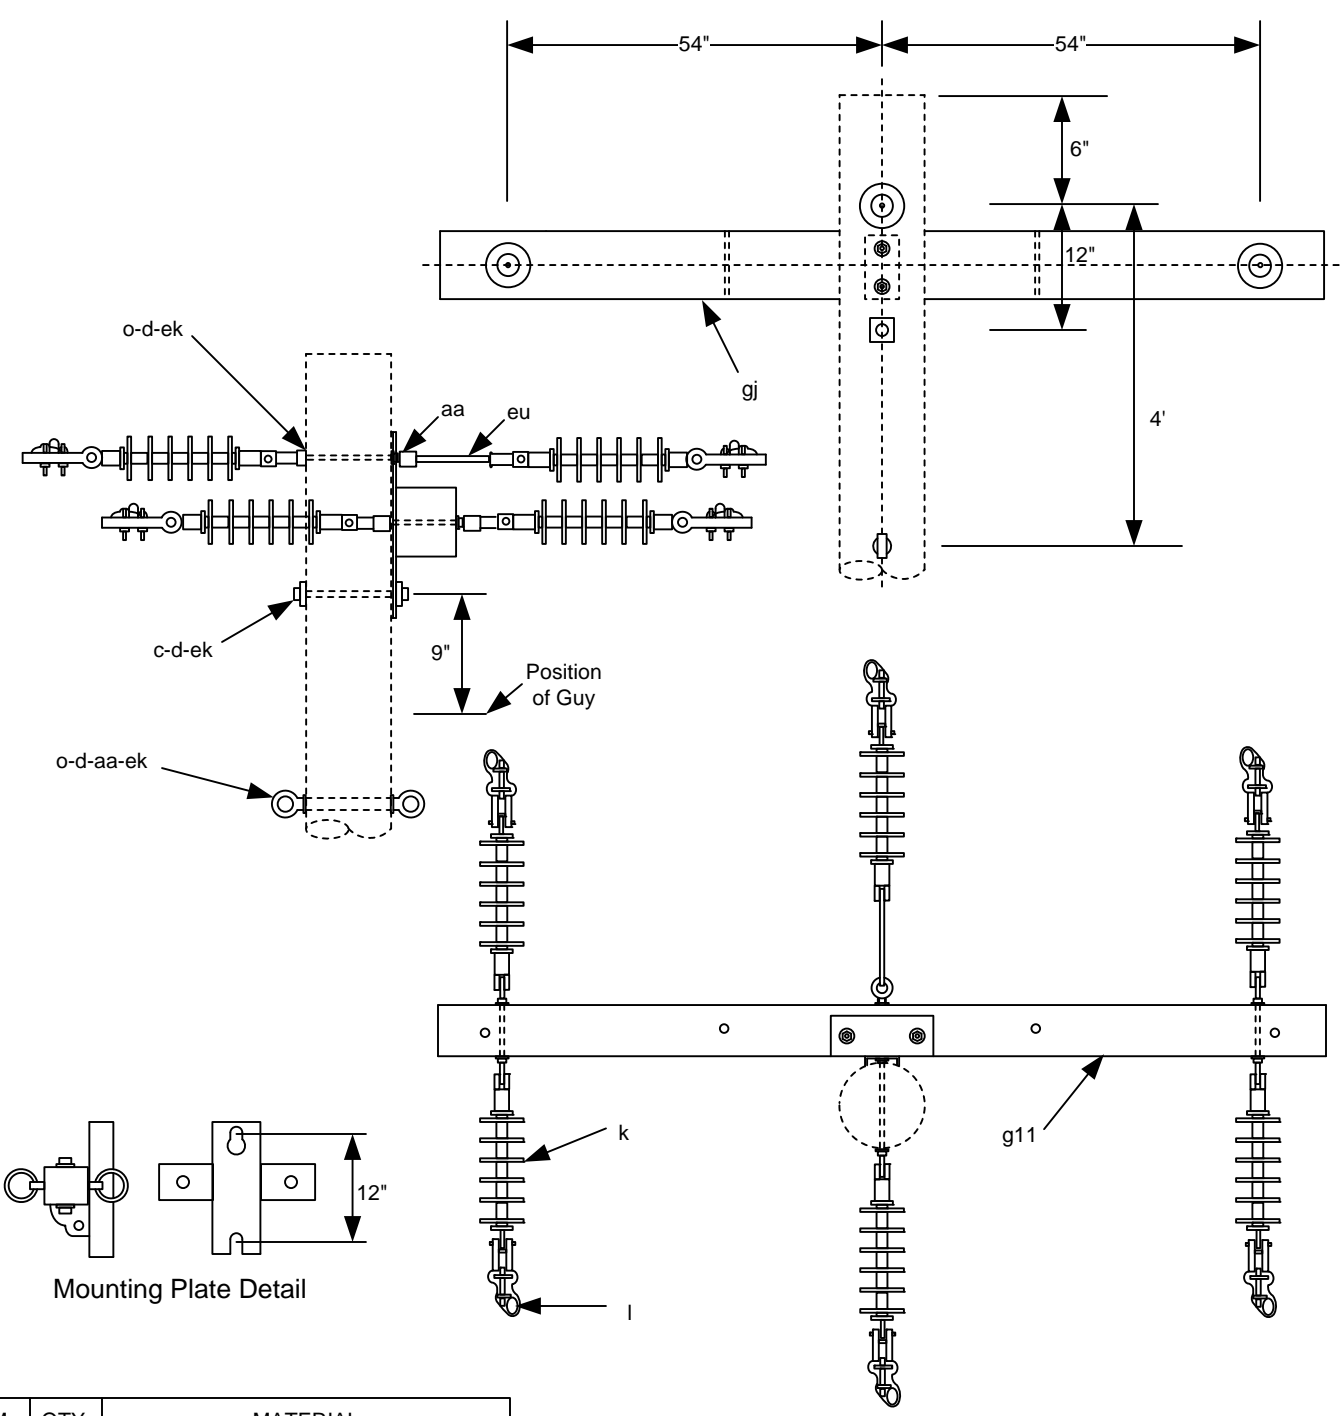 54"
54"
6"
12"
4'
gj
o-d-ek
aa
eu
c-d-ek
9"
Position
of Guy
o-d-aa-ek
k
g11
12"
Mounting Plate Detail
l
QTY
MATERIAL